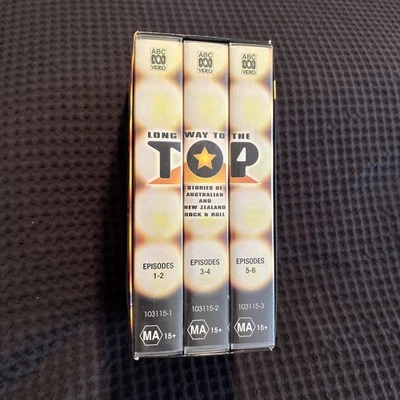 ABC VIDEO
ABC VIDEO
ABC VIDEO
LONG WAY TO THE
TOP
STORIES OF
AUSTRALIAN
AND
NEW ZEALAND
ROCK & ROLL
EPISODES
1-2
EPISODES
3-4
EPISODES
5-6
103115-1
103115-2
103115-3
MA 15+
MA 15+
MA 15+